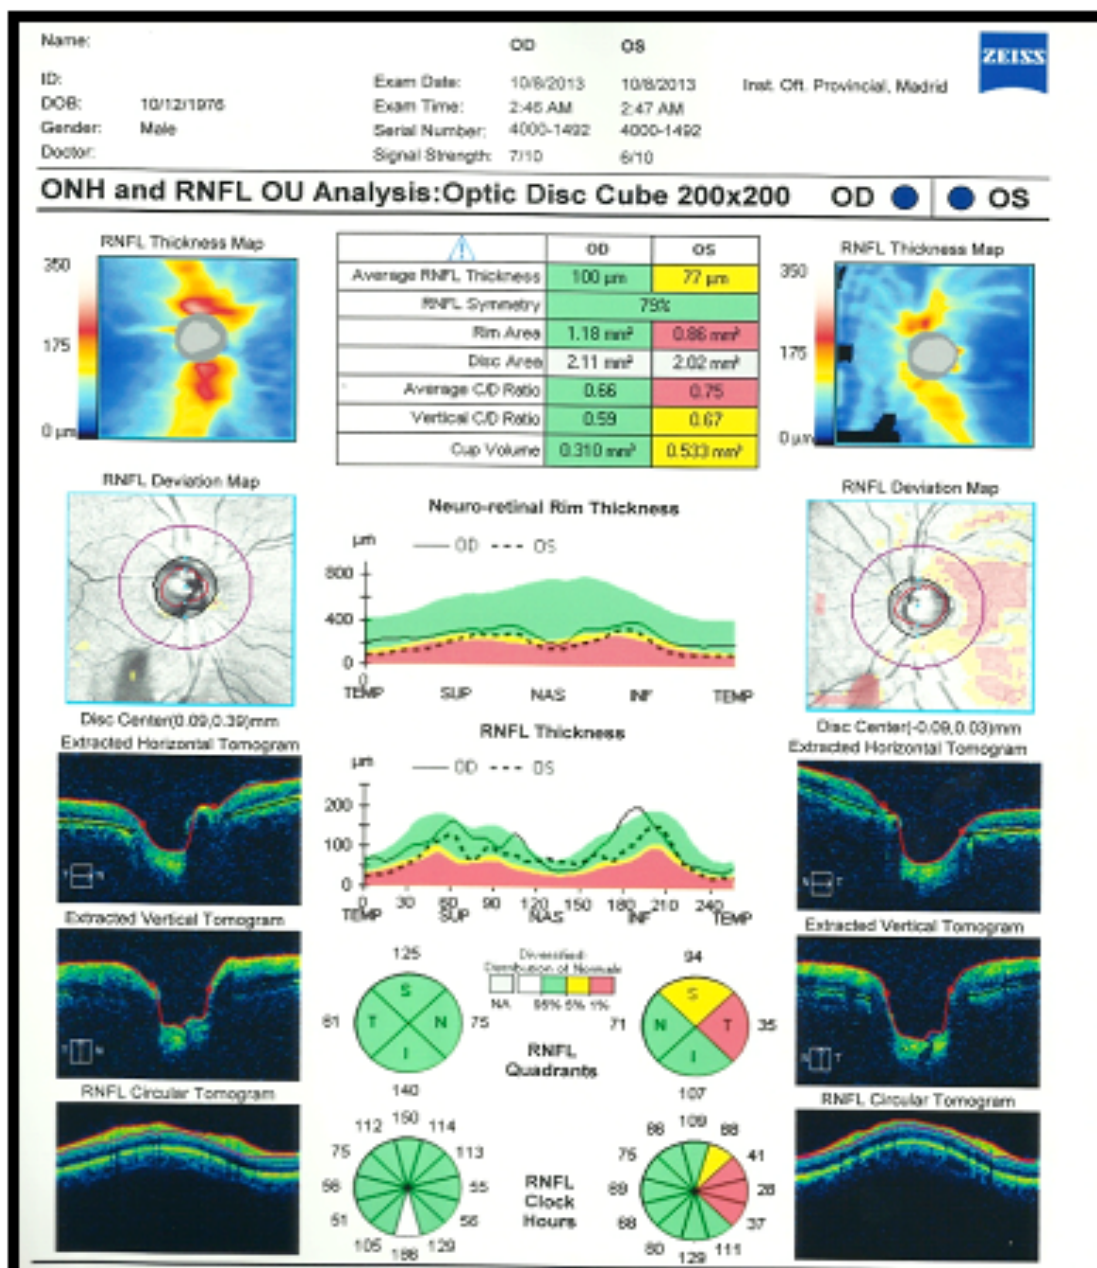 Name:
OD OS
ZEISS
ID:
Exam Date: 10/8/2013 10/8/2013 Inst. Oft. Provincial, Madrid
DOB: 10/12/1976
Exam Time: 2:46 AM 2:47 AM
Gender: Male
Serial Number: 4000-1492 4000-1492
Doctor:
Signal Strength: 7/10 6/10
ONH and RNFL OU Analysis:Optic Disc Cube 200x200 OD OS
RNFL Thickness Map
350
175
0 µm
OD OS
Average RNFL Thickness 100 µm 77 µm
RNFL Symmetry 79%
Rim Area 1.18 mm² 0.86 mm²
Disc Area 2.11 mm² 2.02 mm²
Average C/D Ratio 0.66 0.75
Vertical C/D Ratio 0.59 0.67
Cup Volume 0.310 mm³ 0.533 mm³
RNFL Thickness Map
350
175
0 µm
RNFL Deviation Map
Disc Center(0.09,0.39)mm
Neuro-retinal Rim Thickness
µm OD OS
800
400
0
0
TEMP SUP NAS INF TEMP
RNFL Deviation Map
Disc Center(-0.09,0.03)mm
Extracted Horizontal Tomogram
T N
RNFL Thickness
µm OD OS
200
100
0
0 30 60 90 120 150 180 210 240
TEMP SUP NAS INF TEMP
Extracted Horizontal Tomogram
N T
Extracted Vertical Tomogram
T N
125
S
81 T N 75
I
140
Diversified:
Distribution of Normals
NA 95% 5% 1%
RNFL
Quadrants
94
S
71 N T 35
I
107
Extracted Vertical Tomogram
N T
RNFL Circular Tomogram
112 150 114
75 113
56 55
51 56
105 186 129
RNFL
Clock
Hours
86 109 88
75 41
69 28
68 37
80 129 111
RNFL Circular Tomogram